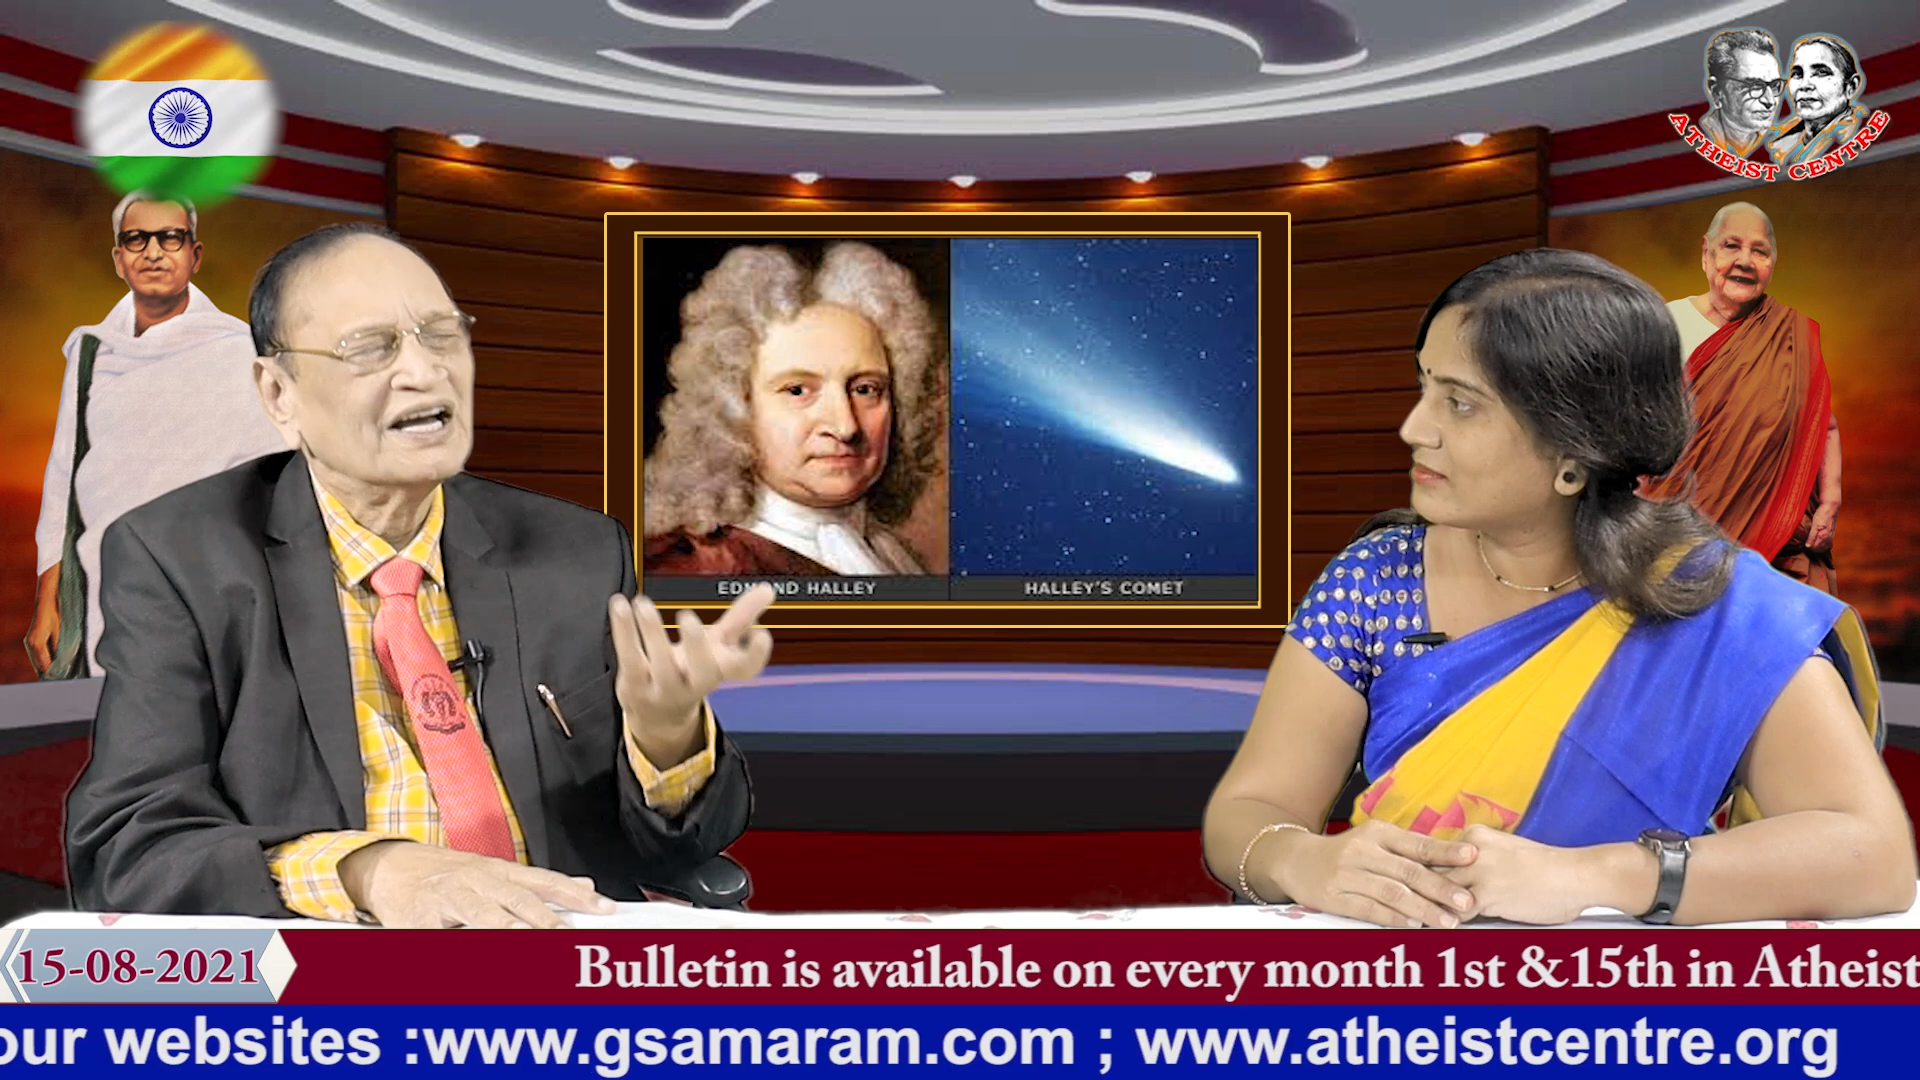 ATHEIST CENTRE
EDMOND HALLEY
HALLEY'S COMET
15-08-2021
Bulletin is available on every month 1st &15th in Atheist
our websites :www.gsamaram.com ; www.atheistcentre.org